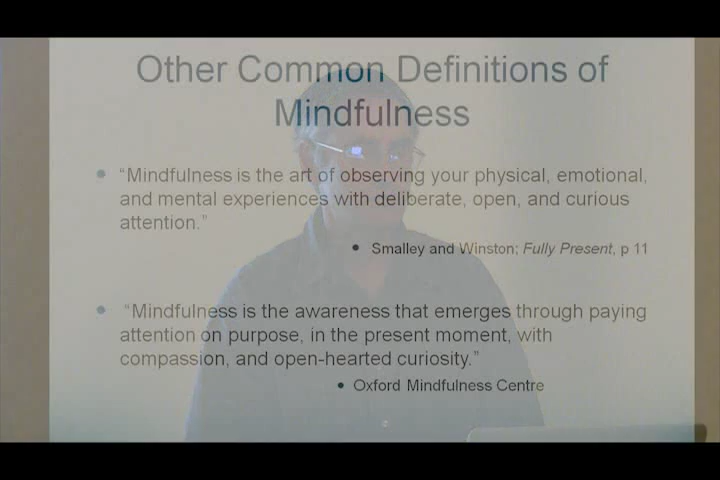 Other Common Definitions of
Mindfulness
• “Mindfulness is the art of observing your physical, emotional,
and mental experiences with deliberate, open, and curious
attention.”
• Smalley and Winston; Fully Present, p 11
• “Mindfulness is the awareness that emerges through paying
attention on purpose, in the present moment, with
compassion, and open-hearted curiosity.”
• Oxford Mindfulness Centre